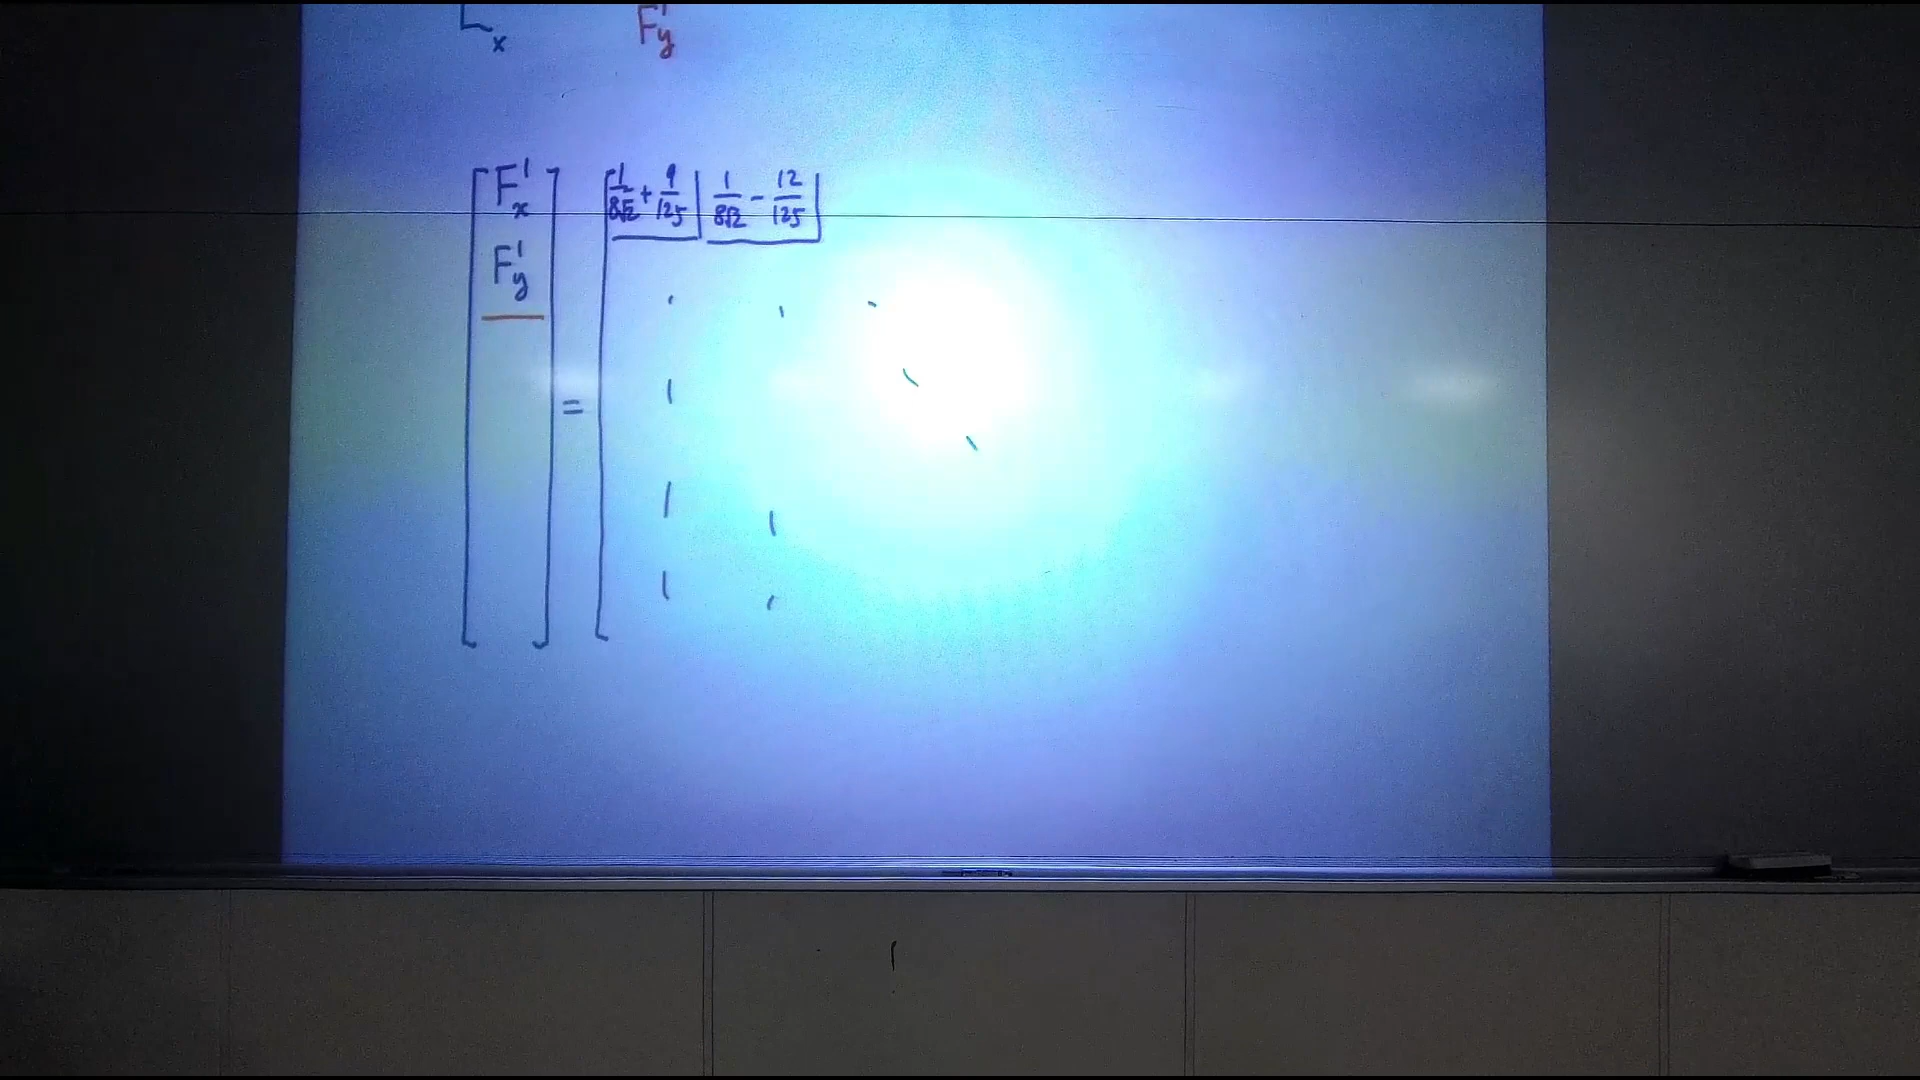 x
F'y
[F'x] = [1/8√2 + 9/125 | 1/8√2 - 12/125 |
F'y